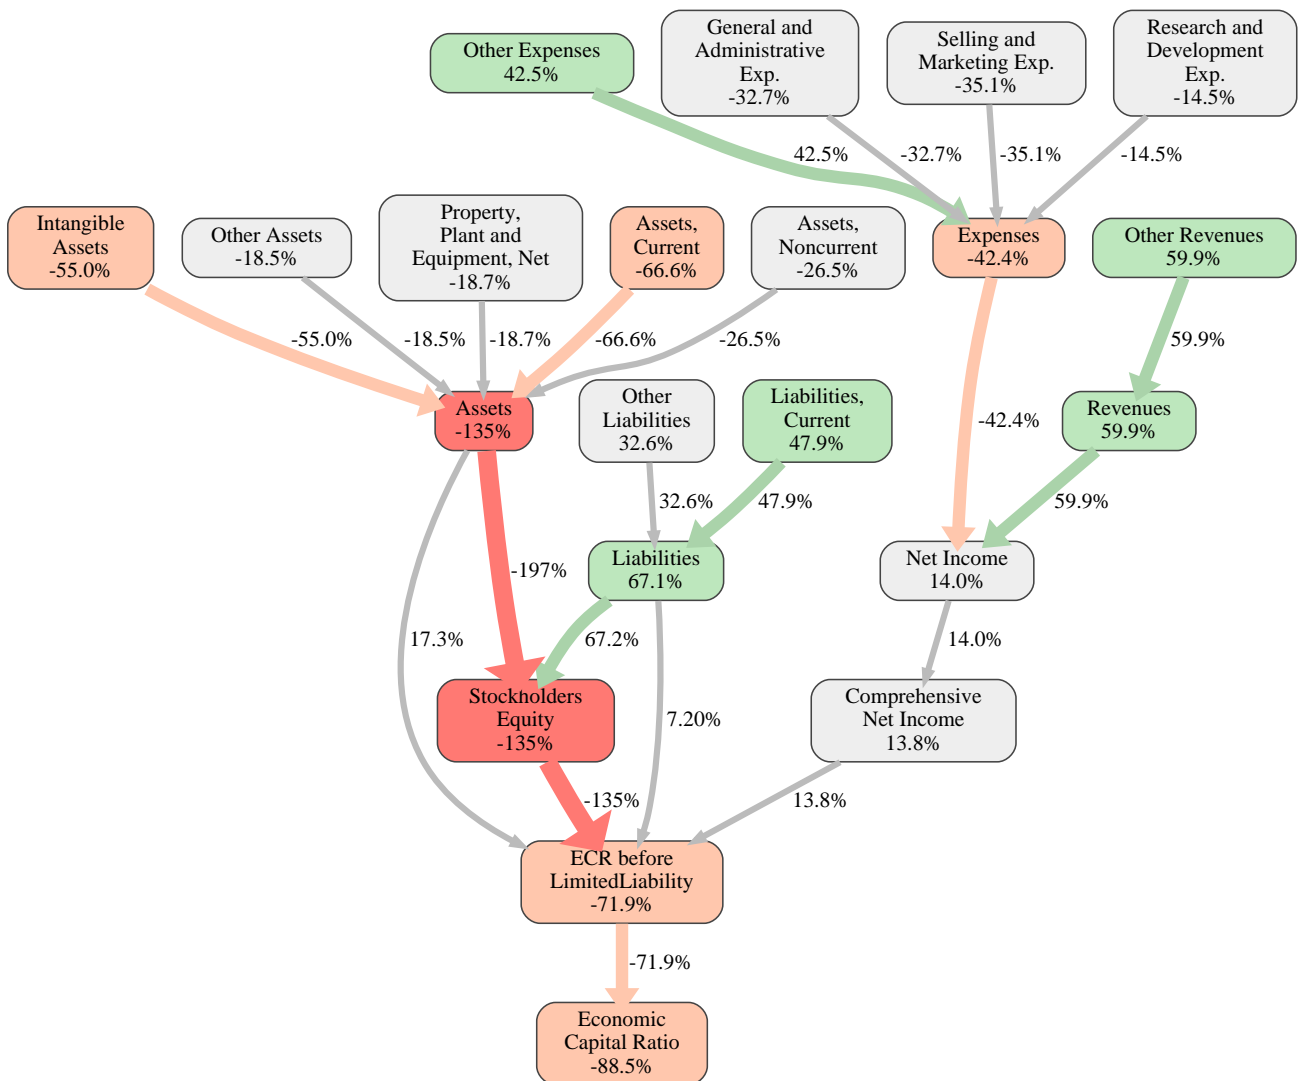 Other Expenses
42.5%
General and
Administrative
Exp.
-32.7%
Selling and
Marketing Exp.
-35.1%
Research and
Development
Exp.
-14.5%
42.5%
-32.7%
-35.1%
-14.5%
Intangible
Assets
-55.0%
Other Assets
-18.5%
Property,
Plant and
Equipment, Net
-18.7%
Assets,
Current
-66.6%
Assets,
Noncurrent
-26.5%
Expenses
-42.4%
Other Revenues
59.9%
-55.0%
-18.5%
-18.7%
-66.6%
-26.5%
59.9%
Assets
-135%
Other
Liabilities
32.6%
Liabilities,
Current
47.9%
-42.4%
Revenues
59.9%
32.6%
47.9%
59.9%
-197%
Liabilities
67.1%
Net Income
14.0%
17.3%
67.2%
14.0%
Stockholders
Equity
-135%
7.20%
Comprehensive
Net Income
13.8%
-135%
13.8%
ECR before
LimitedLiability
-71.9%
-71.9%
Economic
Capital Ratio
-88.5%